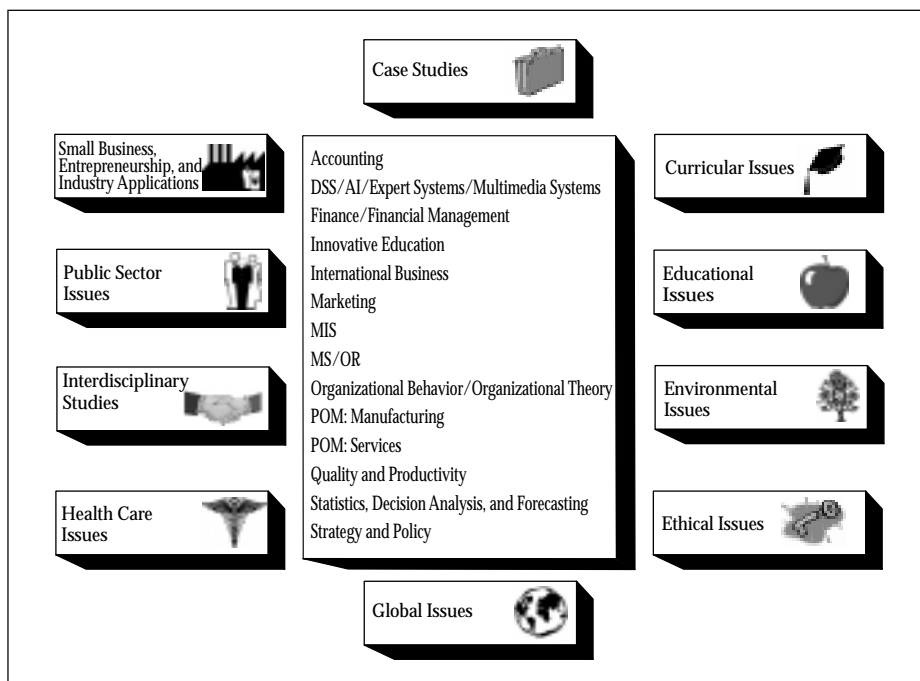 Case Studies
Small Business,
Entrepreneurship, and
Industry Applications
Public Sector
Issues
Interdisciplinary
Studies
Health Care
Issues
Accounting
DSS/AI/Expert Systems/Multimedia Systems
Finance/Financial Management
Innovative Education
International Business
Marketing
MIS
MS/OR
Organizational Behavior/Organizational Theory
POM: Manufacturing
POM: Services
Quality and Productivity
Statistics, Decision Analysis, and Forecasting
Strategy and Policy
Curricular Issues
Educational
Issues
Environmental
Issues
Ethical Issues
Global Issues